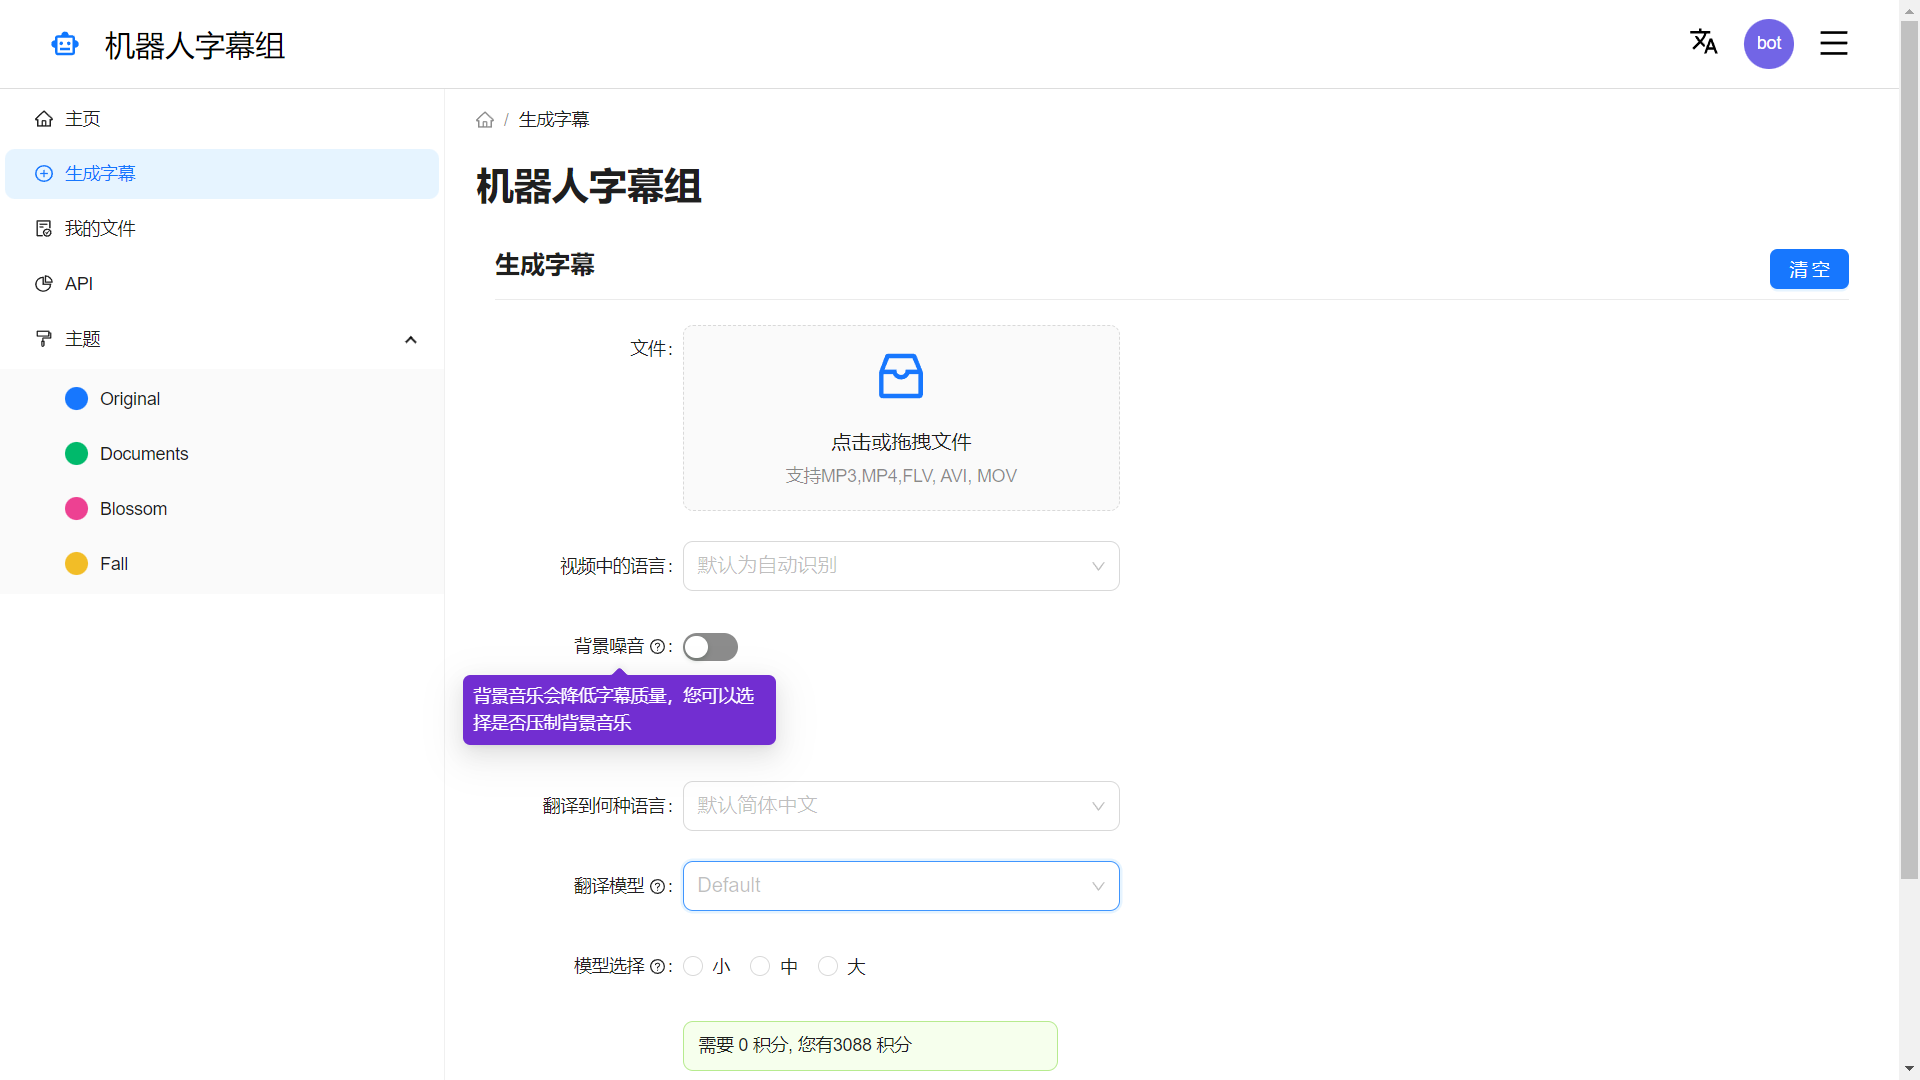 机器人字幕组
bot
主页
生成字幕
我的文件
API
主题
Original
Documents
Blossom
Fall
/ 生成字幕
机器人字幕组
生成字幕
清 空
文件:
点击或拖拽文件
支持MP3,MP4,FLV, AVI, MOV
视频中的语言:
默认为自动识别
背景噪音 :
背景音乐会降低字幕质量，您可以选
择是否压制背景音乐
翻译到何种语言:
默认简体中文
翻译模型 :
Default
模型选择 :
小 中 大
需要 0 积分, 您有3088 积分